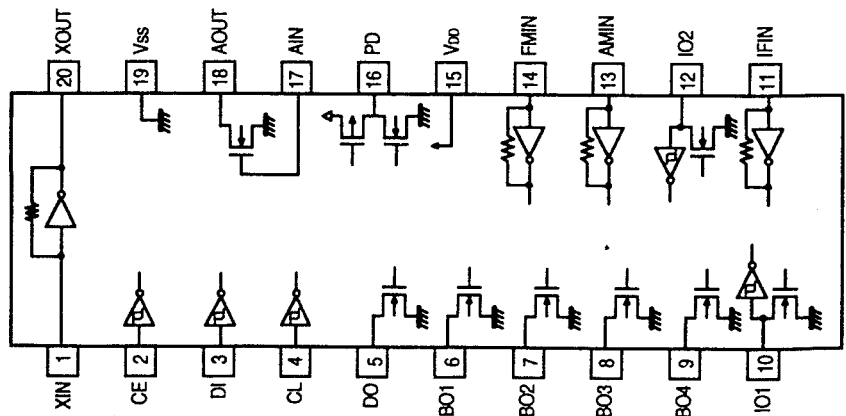 XOUT
Vss
AOUT
AIN
PD
VDD
FMIN
AMIN
IO2
IFIN
20
19
18
17
16
15
14
13
12
11
1
2
3
4
5
6
7
8
9
10
XIN
CE
DI
CL
DO
BO1
BO2
BO3
BO4
IO1